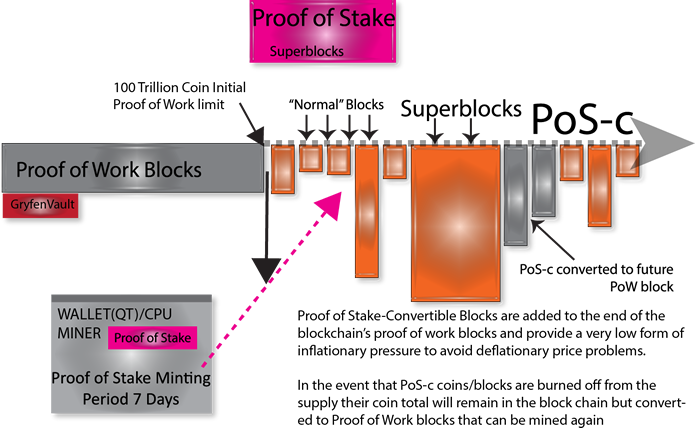 Proof of Stake
Superblocks
100 Trillion Coin Initial
Proof of Work limit
"Normal" Blocks
Superblocks
PoS-c
Proof of Work Blocks
GryfenVault
PoS-c converted to future
PoW block
WALLET(QT)/CPU
MINER
Proof of Stake
Proof of Stake Minting
Period 7 Days
Proof of Stake-Convertible Blocks are added to the end of the
blockchain's proof of work blocks and provide a very low form of
inflationary pressure to avoid deflationary price problems.
In the event that PoS-c coins/blocks are burned off from the
supply their coin total will remain in the block chain but convert-
ed to Proof of Work blocks that can be mined again